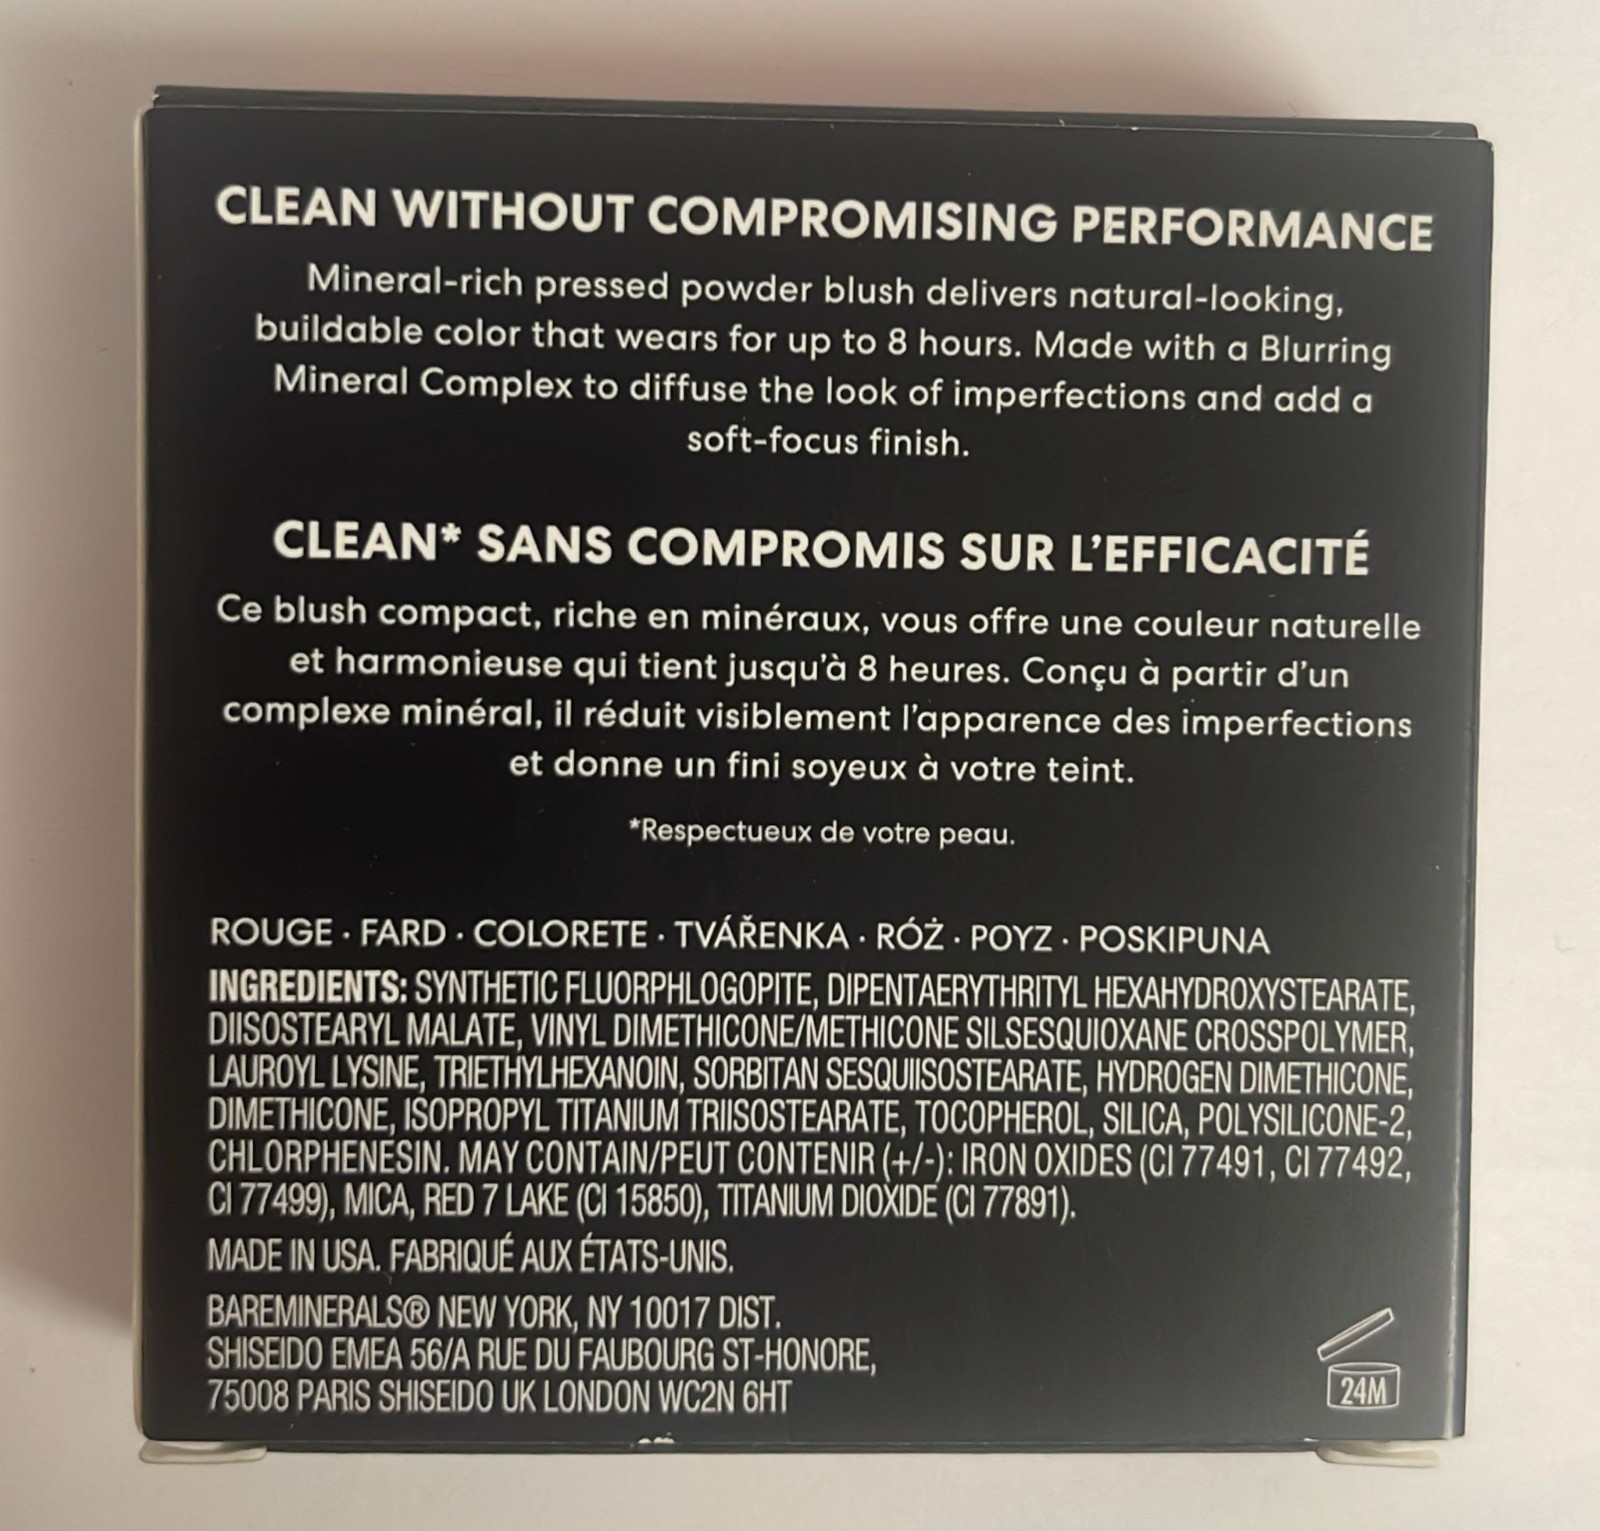 CLEAN WITHOUT COMPROMISING PERFORMANCE
Mineral-rich pressed powder blush delivers natural-looking,
buildable color that wears for up to 8 hours. Made with a Blurring
Mineral Complex to diffuse the look of imperfections and add a
soft-focus finish.
CLEAN* SANS COMPROMIS SUR L'EFFICACITÉ
Ce blush compact, riche en minéraux, vous offre une couleur naturelle
et harmonieuse qui tient jusqu'à 8 heures. Conçu à partir d'un
complexe minéral, il réduit visiblement l'apparence des imperfections
et donne un fini soyeux à votre teint.
*Respectueux de votre peau.
ROUGE · FARD · COLORETE · TVÁŘENKA · RÓŻ · ΡΟΥΖ · POSKIPUNA
INGREDIENTS: SYNTHETIC FLUORPHLOGOPITE, DIPENTAERYTHRITYL HEXAHYDROXYSTEARATE,
DIISOSTEARYL MALATE, VINYL DIMETHICONE/METHICONE SILSESQUIOXANE CROSSPOLYMER,
LAUROYL LYSINE, TRIETHYLHEXANOIN, SORBITAN SESQUIISOSTEARATE, HYDROGEN DIMETHICONE,
DIMETHICONE, ISOPROPYL TITANIUM TRIISOSTEARATE, TOCOPHEROL, SILICA, POLYSILICONE-2,
CHLORPHENESIN. MAY CONTAIN/PEUT CONTENIR (+/-): IRON OXIDES (CI 77491, CI 77492,
CI 77499), MICA, RED 7 LAKE (CI 15850), TITANIUM DIOXIDE (CI 77891).
MADE IN USA. FABRIQUÉ AUX ÉTATS-UNIS.
BAREMINERALS® NEW YORK, NY 10017 DIST.
SHISEIDO EMEA 56/A RUE DU FAUBOURG ST-HONORE,
75008 PARIS SHISEIDO UK LONDON WC2N 6HT
24M